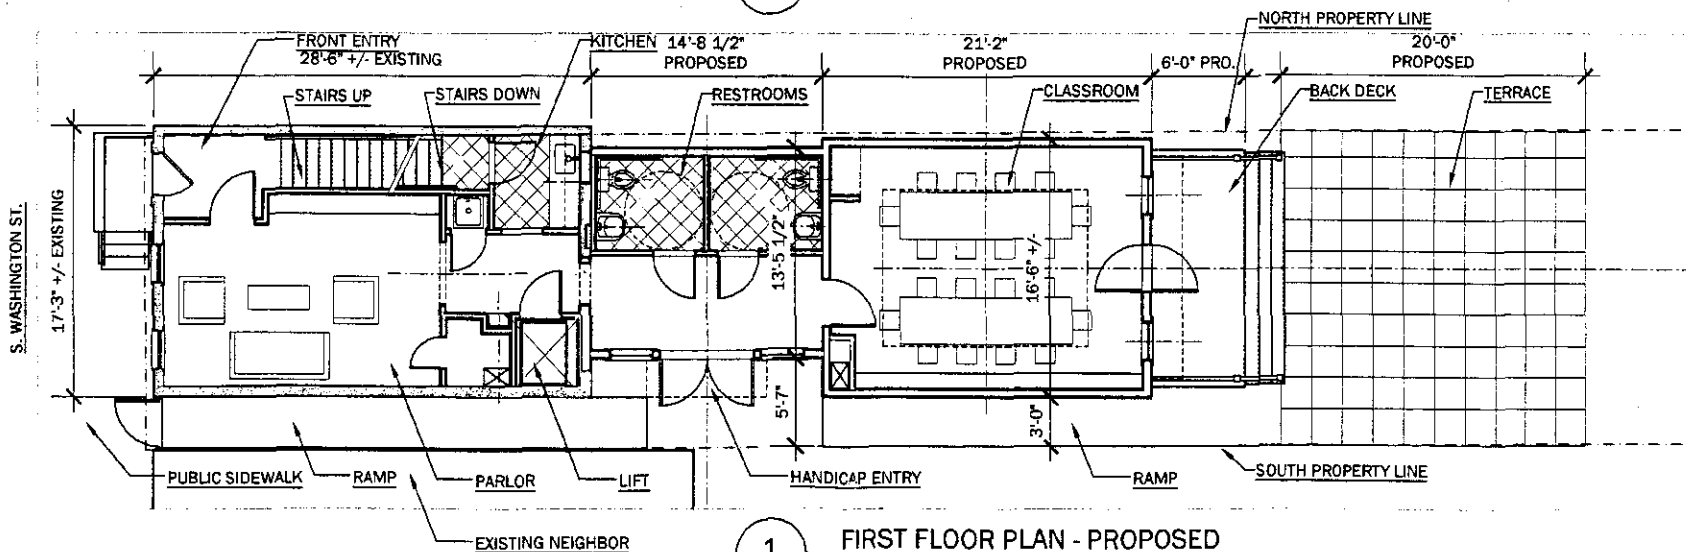 NORTH PROPERTY LINE
FRONT ENTRY
28'-6" +/- EXISTING
KITCHEN
14'-8 1/2"
PROPOSED
21'-2"
PROPOSED
6'-0" PRO.
20'-0"
PROPOSED
STAIRS UP
STAIRS DOWN
RESTROOMS
CLASSROOM
BACK DECK
TERRACE
S. WASHINGTON ST.
17'-3" +/- EXISTING
13'-5 1/2"
16'-6" +/-
5'-7"
3'-0"
PUBLIC SIDEWALK
RAMP
PARLOR
LIFT
HANDICAP ENTRY
RAMP
SOUTH PROPERTY LINE
EXISTING NEIGHBOR
1
FIRST FLOOR PLAN - PROPOSED